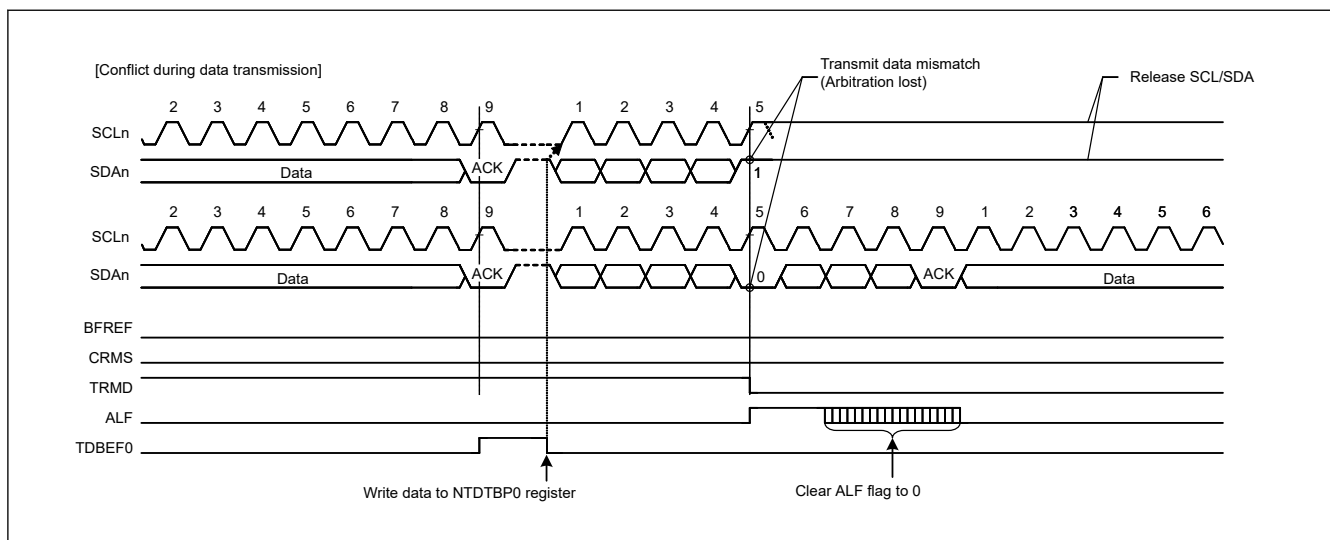 [Conflict during data transmission]
Transmit data mismatch
(Arbitration lost)
Release SCL/SDA
2 3 4 5 6 7 8 9 1 2 3 4 5
SCLn
SDAn Data ACK 1
2 3 4 5 6 7 8 9 1 2 3 4 5 6 7 8 9 1 2 3 4 5 6
SCLn
SDAn Data ACK 0 ACK Data
BFREF
CRMS
TRMD
ALF
TDBEF0
Write data to NTDTBP0 register
Clear ALF flag to 0